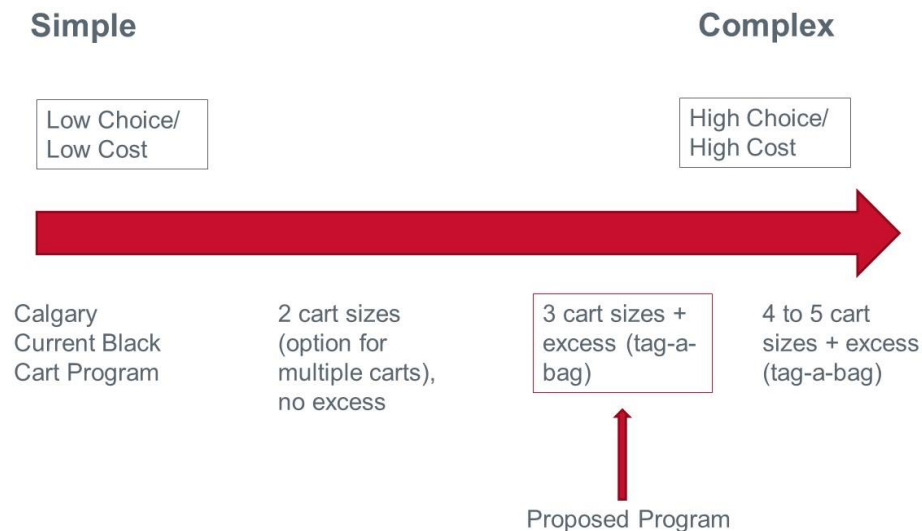 Simple
Complex
Low Choice/
Low Cost
High Choice/
High Cost
Calgary
Current Black
Cart Program
2 cart sizes
(option for
multiple carts),
no excess
3 cart sizes +
excess (tag-a-
bag)
4 to 5 cart
sizes + excess
(tag-a-bag)
Proposed Program